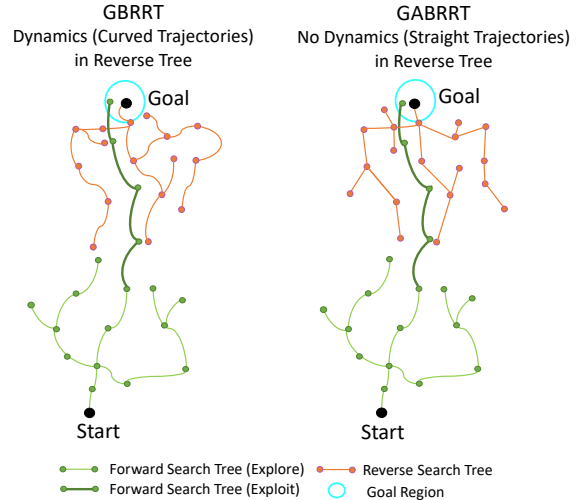 GBRRT
Dynamics (Curved Trajectories)
in Reverse Tree
Goal
Start
GABRRT
No Dynamics (Straight Trajectories)
in Reverse Tree
Goal
Start
Forward Search Tree (Explore)
Reverse Search Tree
Forward Search Tree (Exploit)
Goal Region